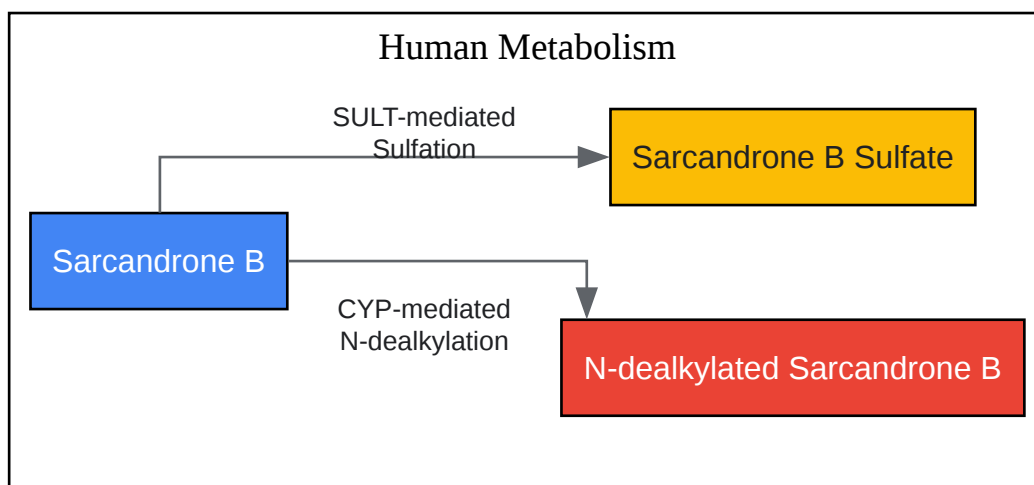 Human Metabolism
SULT-mediated
Sulfation
Sarcandrone B Sulfate
Sarcandrone B
CYP-mediated
N-dealkylation
N-dealkylated Sarcandrone B